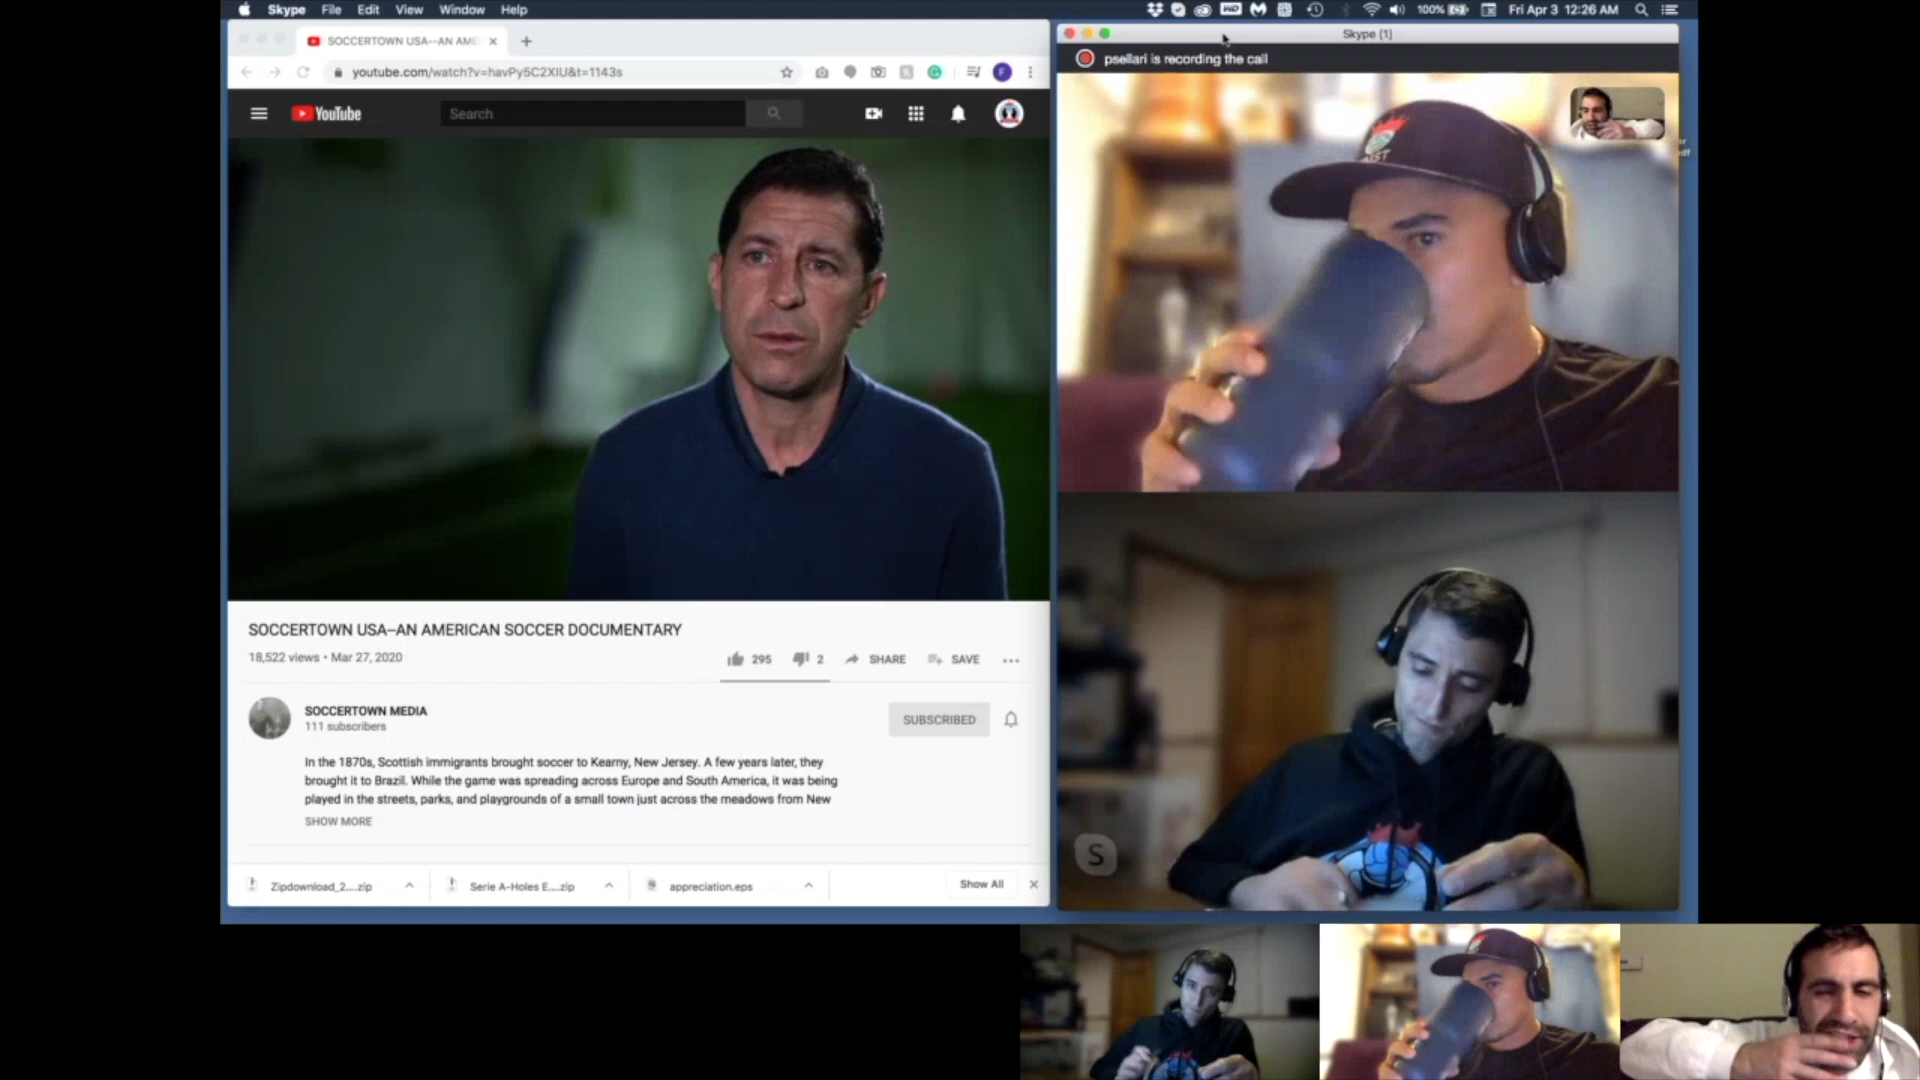 Skype File Edit View Window Help
100% Fri Apr 3 12:26 AM
SOCCERTOWN USA--AN AME
youtube.com/watch?v=havPy5C2XIU&t=1143s
F
YouTube
Search
SOCCERTOWN USA--AN AMERICAN SOCCER DOCUMENTARY
18,522 views • Mar 27, 2020
295 2 SHARE SAVE
SOCCERTOWN MEDIA
111 subscribers
SUBSCRIBED
In the 1870s, Scottish immigrants brought soccer to Kearny, New Jersey. A few years later, they
brought it to Brazil. While the game was spreading across Europe and South America, it was being
played in the streets, parks, and playgrounds of a small town just across the meadows from New
SHOW MORE
Zipdownload_2....zip
Serie A-Holes E....zip
appreciation.eps
Show All
Skype [1]
psellari is recording the call
S